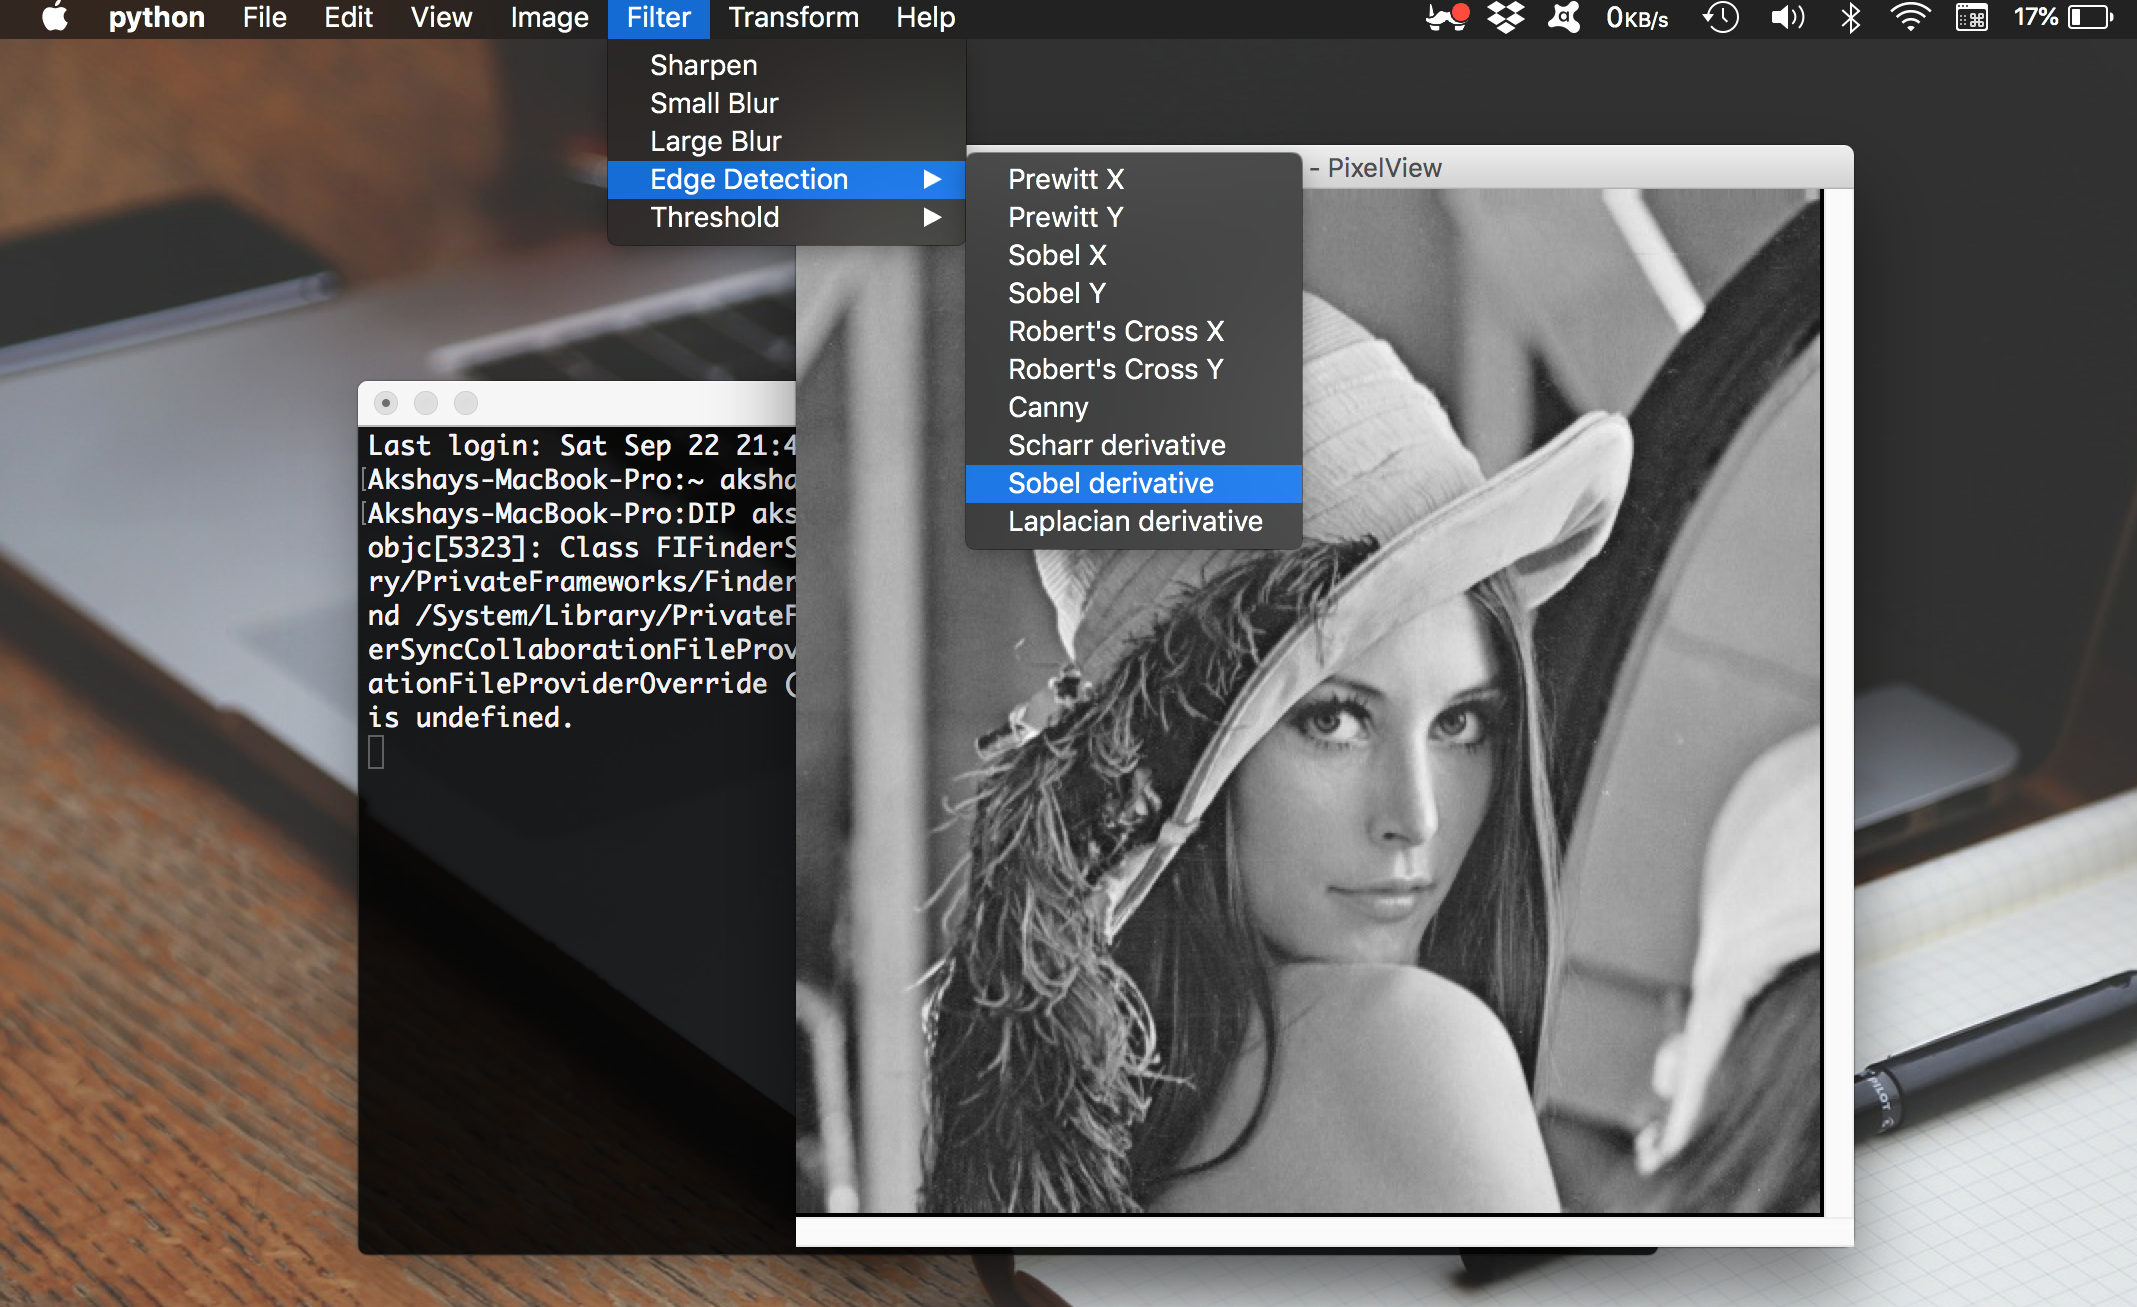 python File Edit View Image Filter Transform Help 0KB/s 17%
Sharpen
Small Blur
Large Blur
Edge Detection
Threshold
- PixelView
Prewitt X
Prewitt Y
Sobel X
Sobel Y
Robert's Cross X
Robert's Cross Y
Canny
Scharr derivative
Sobel derivative
Laplacian derivative
Last login: Sat Sep 22 21:4
[Akshays-MacBook-Pro:~ aksha
[Akshays-MacBook-Pro:DIP aks
objc[5323]: Class FIFinderS
ry/PrivateFrameworks/Finder
nd /System/Library/PrivateF
erSyncCollaborationFileProv
ationFileProviderOverride (
is undefined.
PILOT